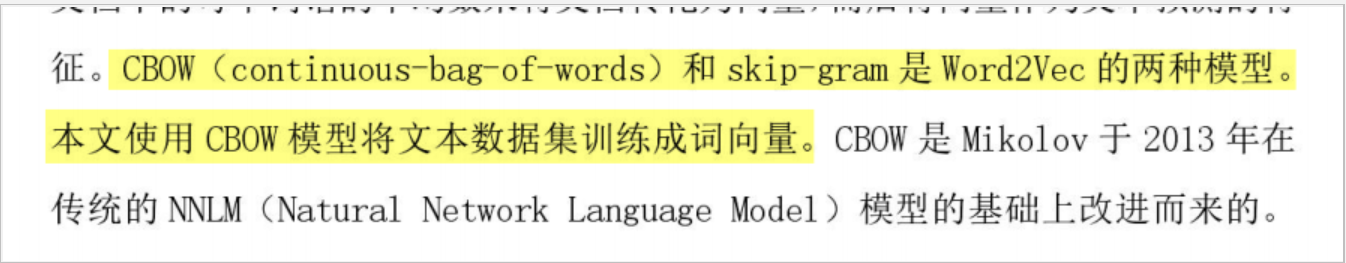 征。CBOW（continuous-bag-of-words）和 skip-gram 是 Word2Vec 的两种模型。
本文使用 CBOW 模型将文本数据集训练成词向量。CBOW 是 Mikolov 于 2013 年在
传统的 NNLM（Natural Network Language Model）模型的基础上改进而来的。